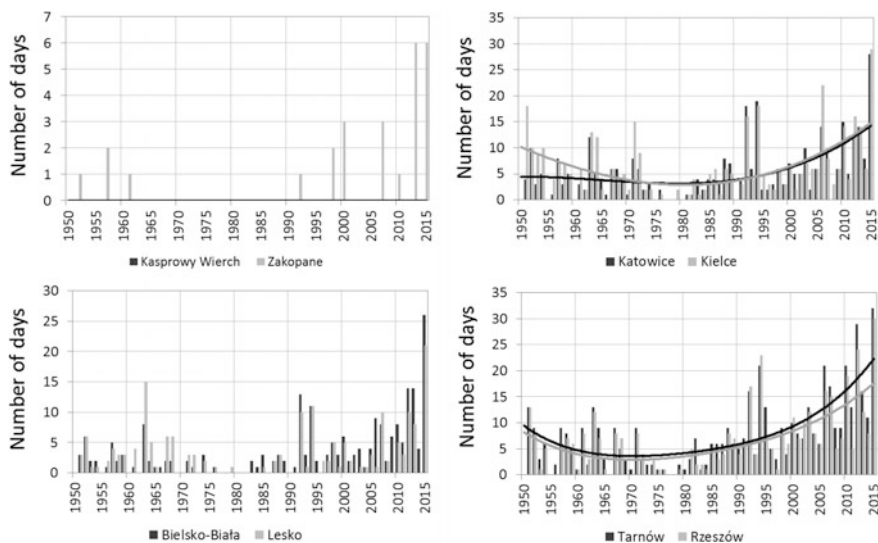 Number of days
7
6
5
4
3
2
1
0
1950 1955 1960 1965 1970 1975 1980 1985 1990 1995 2000 2005 2010 2015
Kasprowy Wierch Zakopane
Number of days
35
30
25
20
15
10
5
0
1950 1955 1960 1965 1970 1975 1980 1985 1990 1995 2000 2005 2010 2015
Katowice Kielce
Number of days
30
25
20
15
10
5
0
1950 1955 1960 1965 1970 1975 1980 1985 1990 1995 2000 2005 2010 2015
Bielsko-Biała Lesko
Number of days
35
30
25
20
15
10
5
0
1950 1955 1960 1965 1970 1975 1980 1985 1990 1995 2000 2005 2010 2015
Tarnów Rzeszów